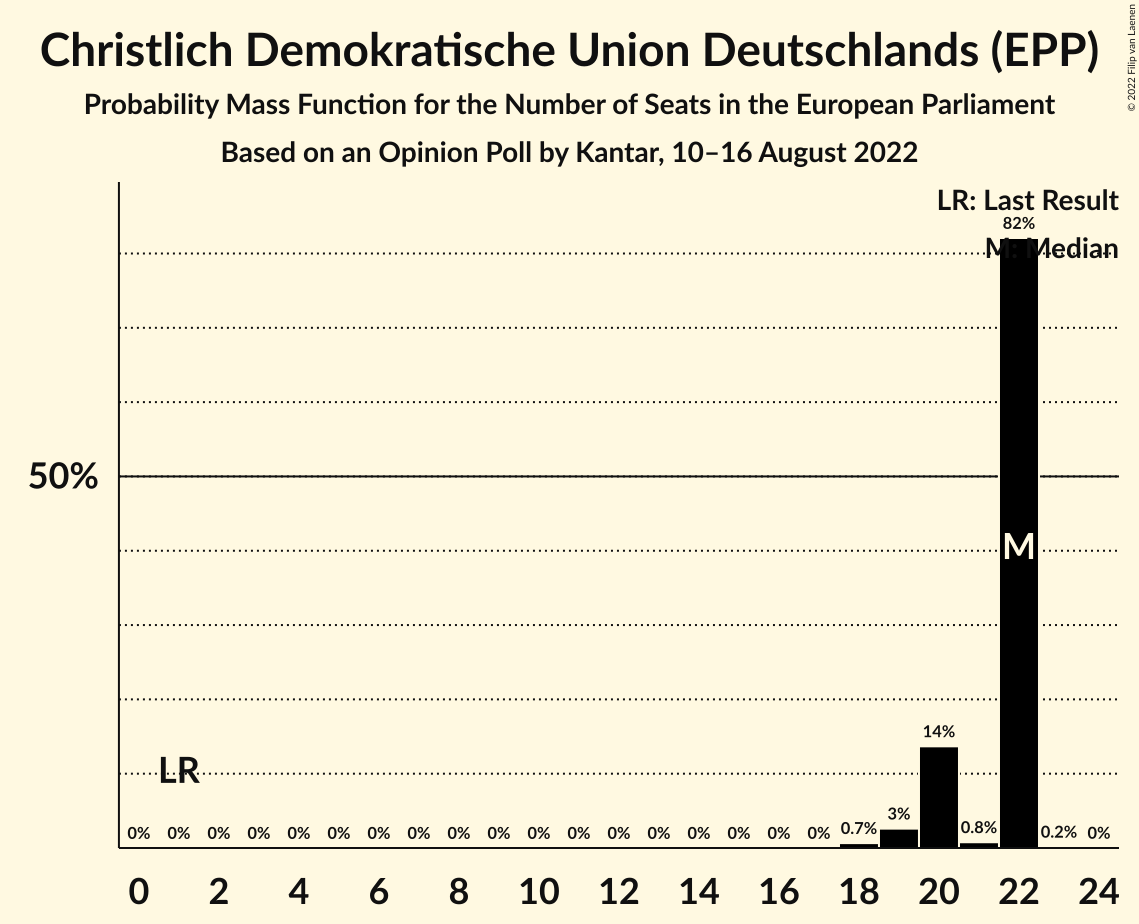 Christlich Demokratische Union Deutschlands (EPP)
Probability Mass Function for the Number of Seats in the European Parliament
Based on an Opinion Poll by Kantar, 10–16 August 2022
© 2022 Filip van Laenen
LR: Last Result
M: Median
82%
50%
M
14%
LR
0% 0% 0% 0% 0% 0% 0% 0% 0% 0% 0% 0% 0% 0% 0% 0% 0% 0% 0.7% 3% 0.8% 0.2% 0%
0 2 4 6 8 10 12 14 16 18 20 22 24